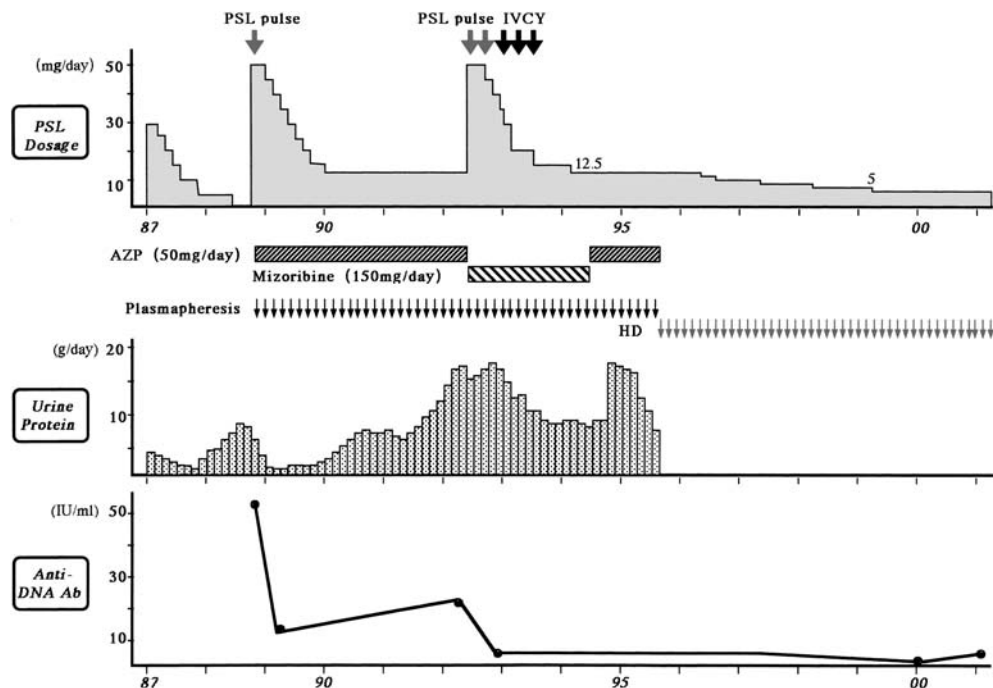 PSL pulse PSL pulse IVCY
(mg/day) 50
30
10
PSL
Dosage
12.5
5
87 90 95 00
AZP (50mg/day)
Mizoribine (150mg/day)
Plasmapheresis
HD
(g/day) 20
10
Urine
Protein
(IU/ml) 50
30
10
Anti-
DNA Ab
87 90 95 00